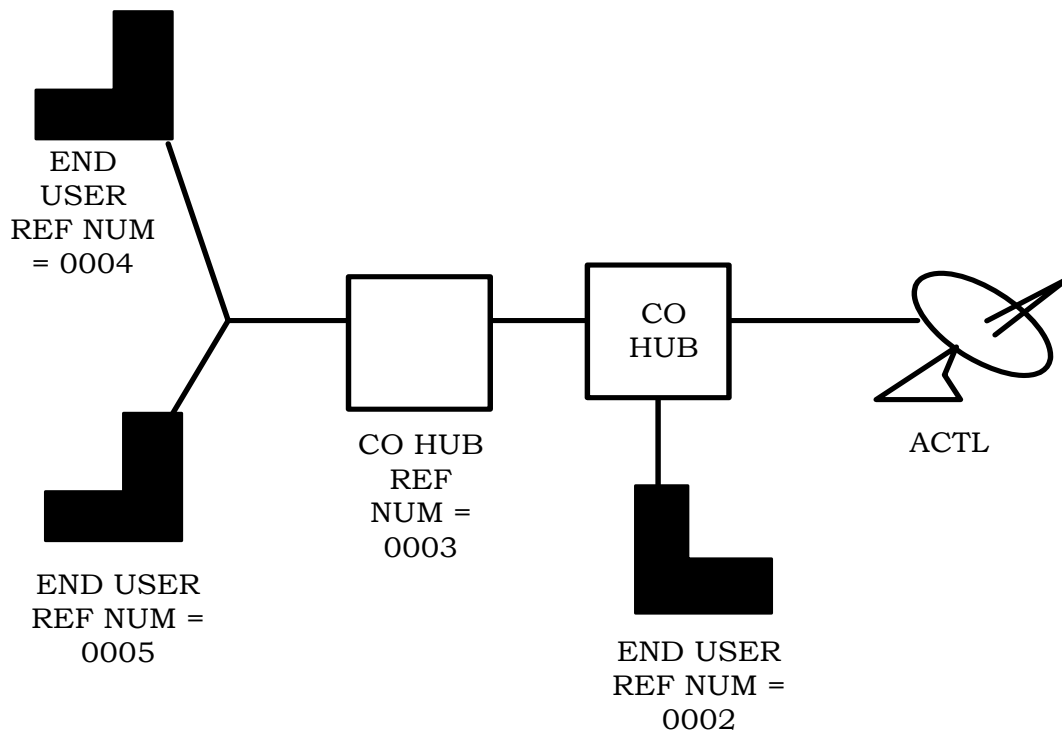 END
USER
REF NUM
= 0004
CO
HUB
ACTL
CO HUB
REF
NUM =
0003
END USER
REF NUM =
0005
END USER
REF NUM =
0002